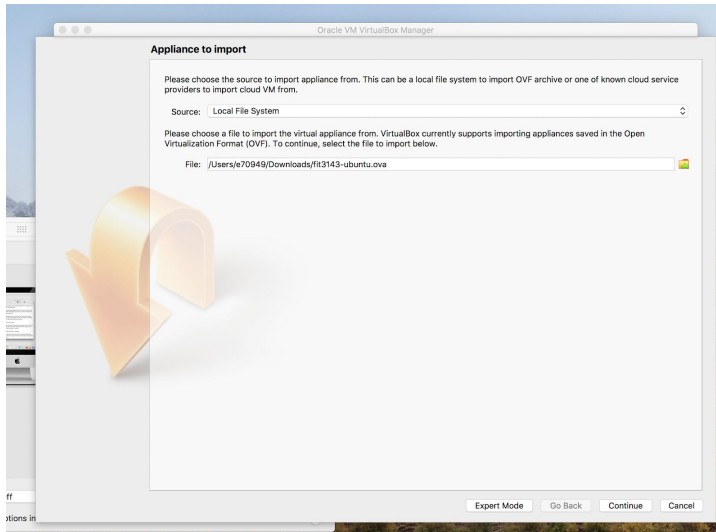 Oracle VM VirtualBox Manager
Appliance to import
Please choose the source to import appliance from. This can be a local file system to import OVF archive or one of known cloud service
providers to import cloud VM from.
Source: Local File System
Please choose a file to import the virtual appliance from. VirtualBox currently supports importing appliances saved in the Open
Virtualization Format (OVF). To continue, select the file to import below.
File: /Users/e70949/Downloads/fit3143-ubuntu.ova
ff
ptions in
Expert Mode Go Back Continue Cancel